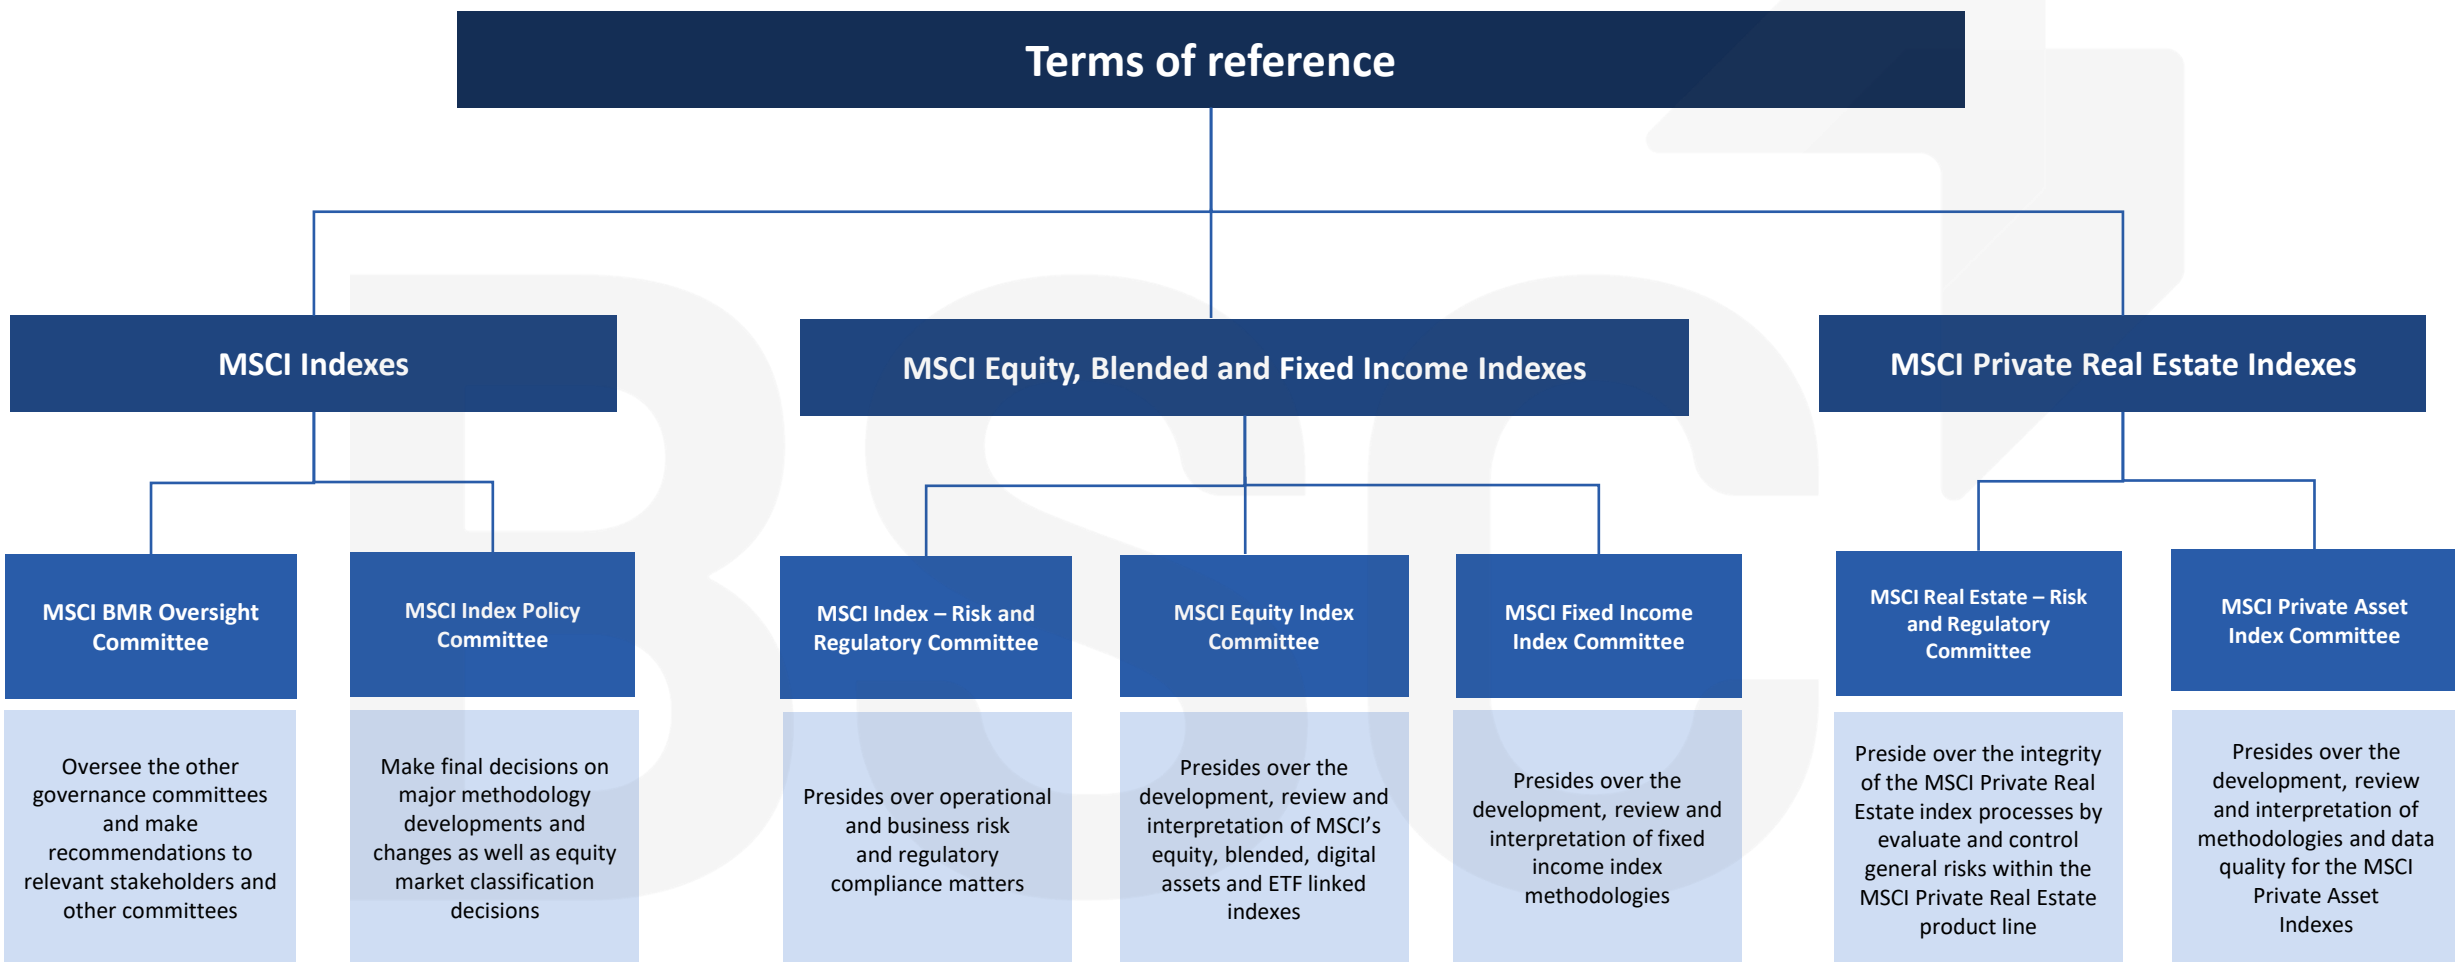 Terms of reference
MSCI Indexes
MSCI Equity, Blended and Fixed Income Indexes
MSCI Private Real Estate Indexes
MSCI BMR Oversight
Committee
MSCI Index Policy
Committee
MSCI Index – Risk and
Regulatory Committee
MSCI Equity Index
Committee
MSCI Fixed Income
Index Committee
MSCI Real Estate – Risk
and Regulatory
Committee
MSCI Private Asset
Index Committee
Oversee the other
governance committees
and make
recommendations to
relevant stakeholders and
other committees
Make final decisions on
major methodology
developments and
changes as well as equity
market classification
decisions
Presides over operational
and business risk
and regulatory
compliance matters
Presides over the
development, review and
interpretation of MSCI’s
equity, blended, digital
assets and ETF linked
indexes
Presides over the
development, review and
interpretation of fixed
income index
methodologies
Preside over the integrity
of the MSCI Private Real
Estate index processes by
evaluate and control
general risks within the
MSCI Private Real Estate
product line
Presides over the
development, review
and interpretation of
methodologies and data
quality for the MSCI
Private Asset
Indexes
BSC